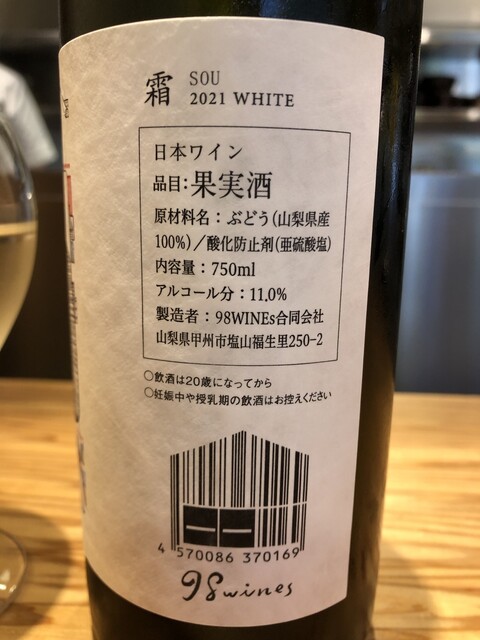 霜 SOU
2021 WHITE
日本ワイン
品目:果実酒
原材料名：ぶどう(山梨県産
100%)／酸化防止剤(亜硫酸塩)
内容量：750ml
アルコール分：11.0%
製造者：98WINEs合同会社
山梨県甲州市塩山福生里250-2
○飲酒は20歳になってから
○妊娠中や授乳期の飲酒はお控えください
4 570086 370169
98wines